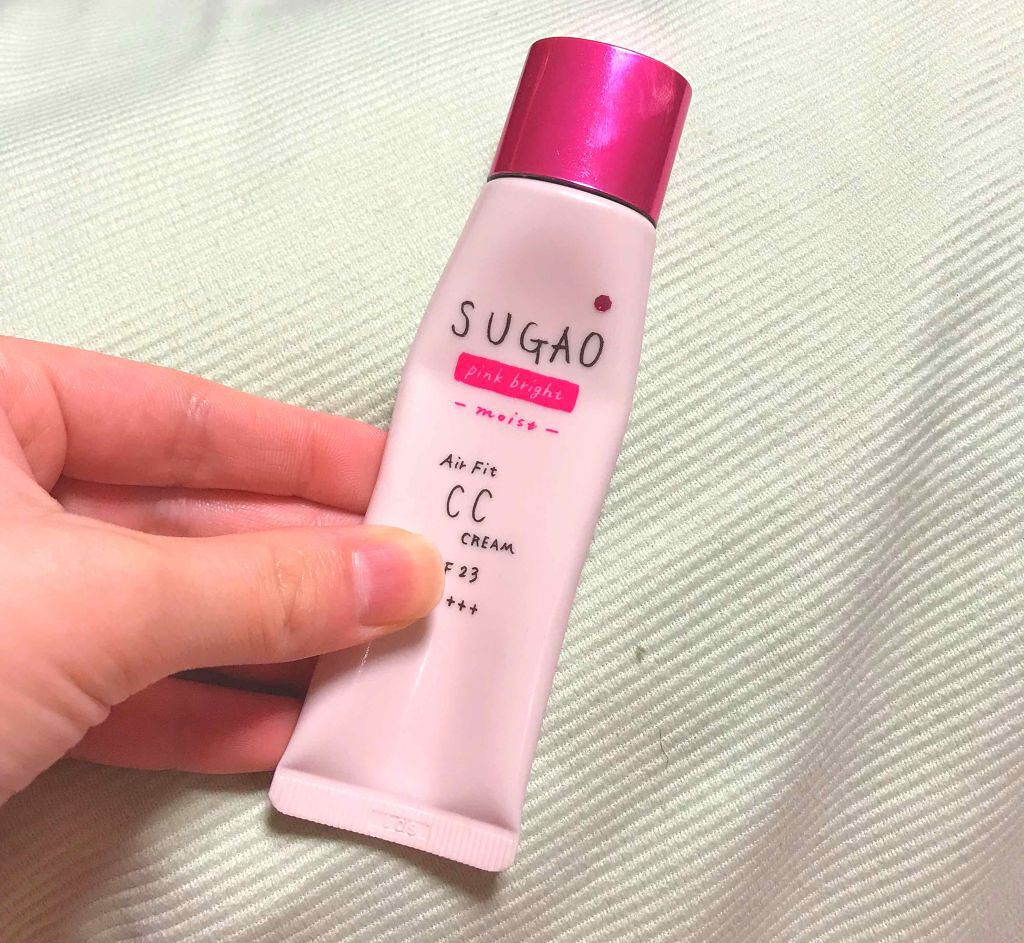 SUGAO
pink bright
- moist -
Air Fit
CC
CREAM
F 23
+++